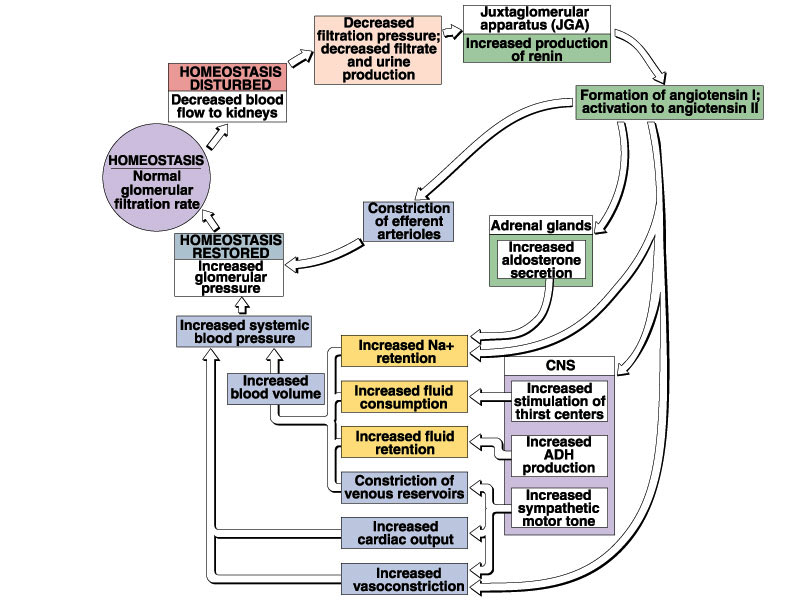 Decreased
filtration pressure;
decreased filtrate
and urine
production
Juxtaglomerular
apparatus (JGA)
Increased production
of renin
HOMEOSTASIS
DISTURBED
Decreased blood
flow to kidneys
Formation of angiotensin I;
activation to angiotensin II
HOMEOSTASIS
Normal
glomerular
filtration rate
Constriction
of efferent
arterioles
Adrenal glands
Increased
aldosterone
secretion
HOMEOSTASIS
RESTORED
Increased
glomerular
pressure
Increased systemic
blood pressure
Increased Na+
retention
CNS
Increased
blood volume
Increased fluid
consumption
Increased
stimulation of
thirst centers
Increased fluid
retention
Increased
ADH
production
Constriction of
venous reservoirs
Increased
sympathetic
motor tone
Increased
cardiac output
Increased
vasoconstriction